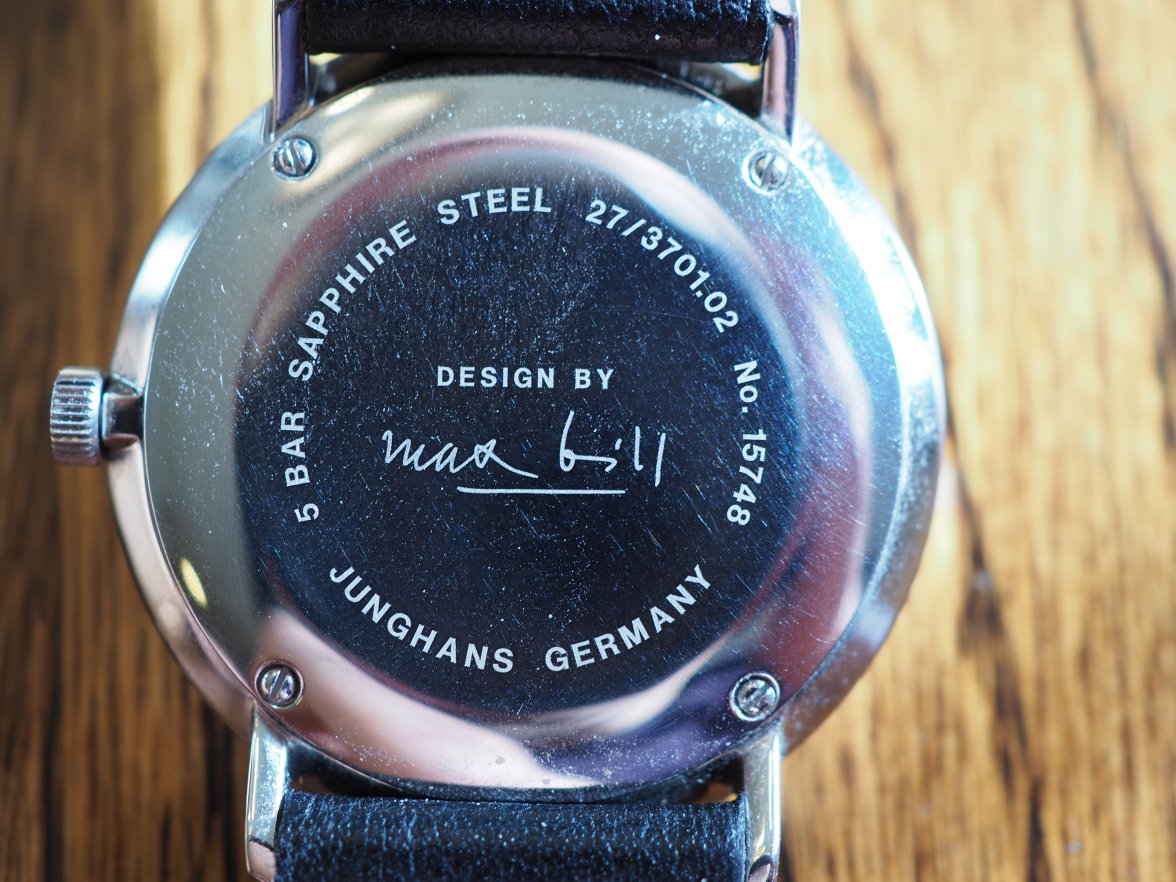 5 BAR SAPPHIRE STEEL 27/3701.02 No. 15748
DESIGN BY
max bill
JUNGHANS GERMANY